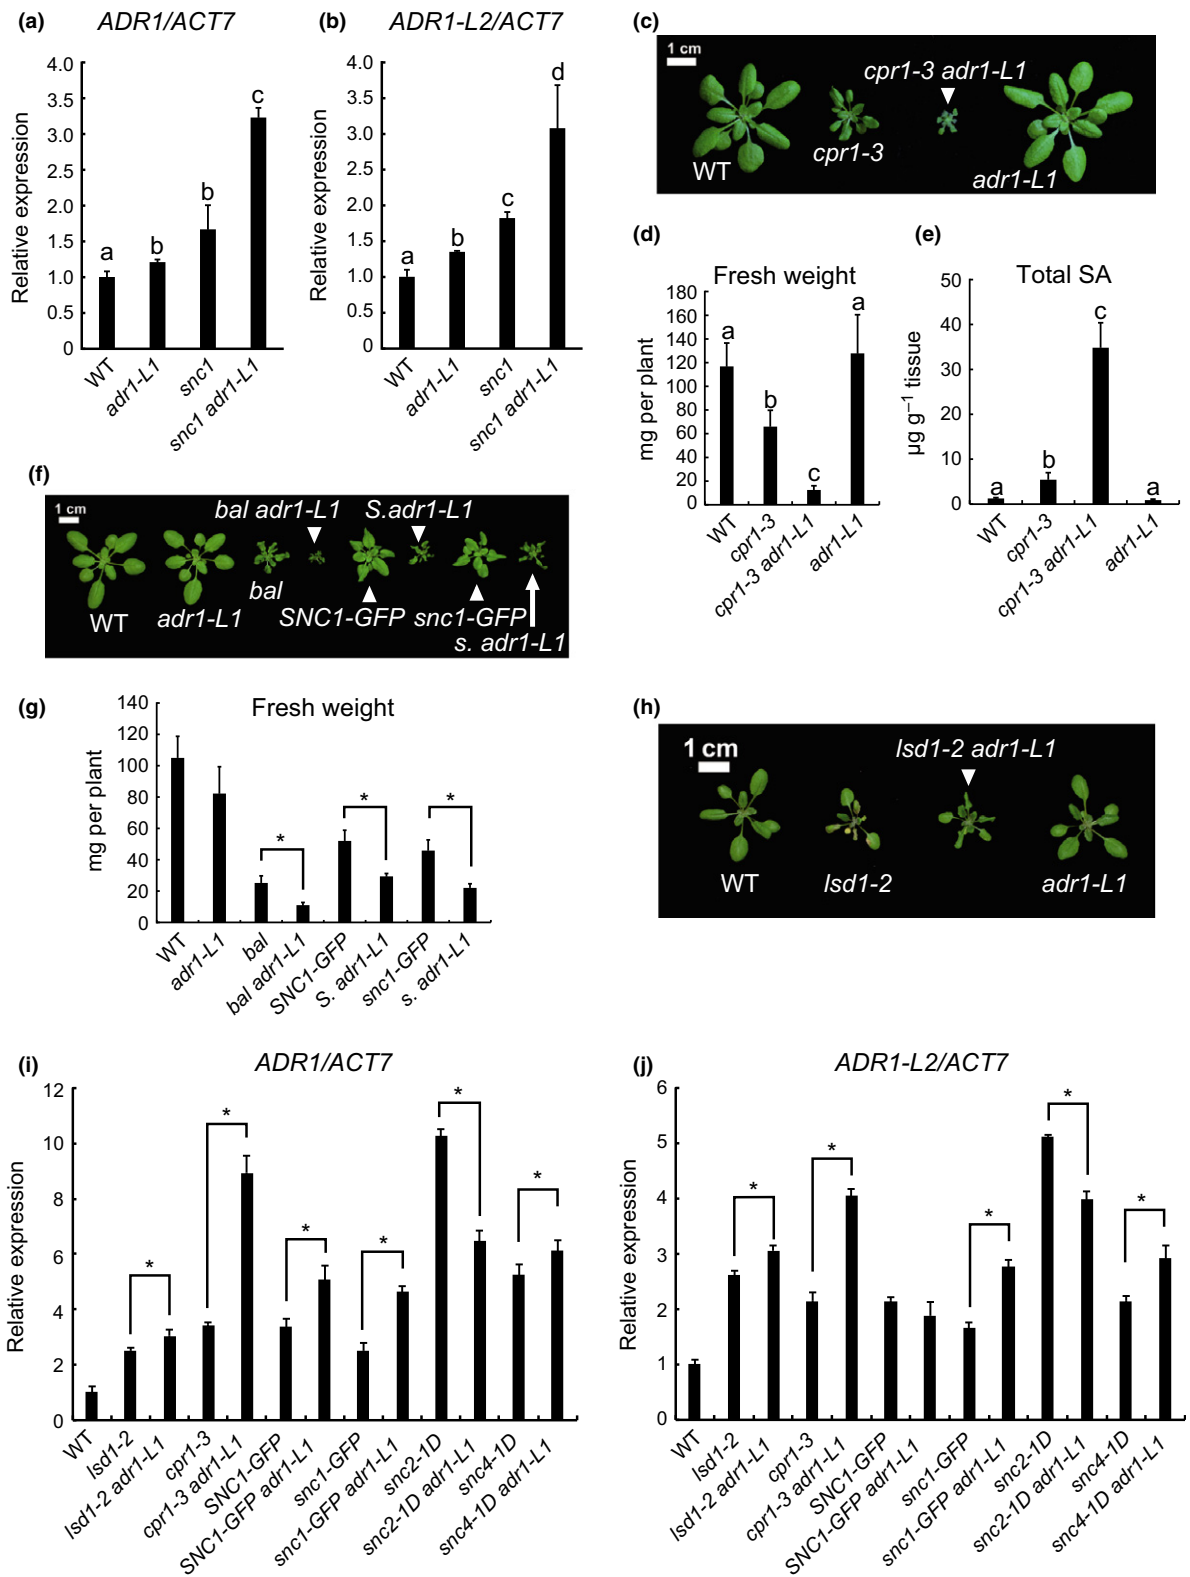 (a) ADR1/ACT7
Relative expression
4.0
3.5
3.0
2.5
2.0
1.5
1.0
0.5
0
a
b
b
c
WT
adr1-L1
snc1
snc1 adr1-L1
(b) ADR1-L2/ACT7
Relative expression
4.0
3.5
3.0
2.5
2.0
1.5
1.0
0.5
0
a
b
c
d
WT
adr1-L1
snc1
snc1 adr1-L1
(c)
1 cm
cpr1-3 adr1-L1
WT
cpr1-3
adr1-L1
(d) Fresh weight
mg per plant
180
160
140
120
100
80
60
40
20
0
a
b
c
a
WT
cpr1-3
cpr1-3 adr1-L1
adr1-L1
(e) Total SA
µg g⁻¹ tissue
50
40
30
20
10
0
a
b
c
a
WT
cpr1-3
cpr1-3 adr1-L1
adr1-L1
(f)
1 cm
bal adr1-L1
S.adr1-L1
WT
adr1-L1
bal
SNC1-GFP
snc1-GFP
s. adr1-L1
(g) Fresh weight
mg per plant
140
120
100
80
60
40
20
0
*
*
*
WT
adr1-L1
bal
bal adr1-L1
SNC1-GFP
S. adr1-L1
snc1-GFP
s. adr1-L1
(h)
1 cm
lsd1-2 adr1-L1
WT
lsd1-2
adr1-L1
(i) ADR1/ACT7
Relative expression
12
10
8
6
4
2
0
*
*
*
*
*
*
WT
lsd1-2
lsd1-2 adr1-L1
cpr1-3
cpr1-3 adr1-L1
SNC1-GFP
SNC1-GFP adr1-L1
snc1-GFP
snc1-GFP adr1-L1
snc2-1D
snc2-1D adr1-L1
snc4-1D
snc4-1D adr1-L1
(j) ADR1-L2/ACT7
Relative expression
6
5
4
3
2
1
0
*
*
*
*
*
WT
lsd1-2
lsd1-2 adr1-L1
cpr1-3
cpr1-3 adr1-L1
SNC1-GFP
SNC1-GFP adr1-L1
snc1-GFP
snc1-GFP adr1-L1
snc2-1D
snc2-1D adr1-L1
snc4-1D
snc4-1D adr1-L1